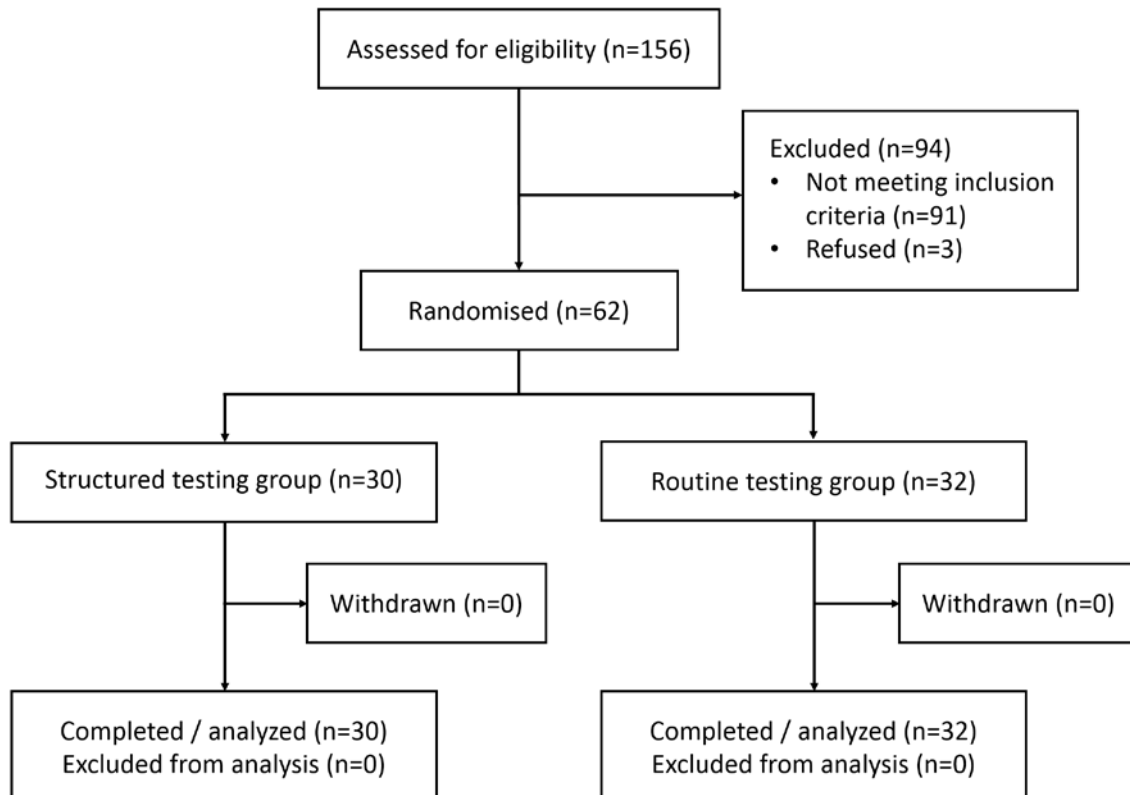 Assessed for eligibility (n=156)
Excluded (n=94)
• Not meeting inclusion
criteria (n=91)
• Refused (n=3)
Randomised (n=62)
Structured testing group (n=30)
Routine testing group (n=32)
Withdrawn (n=0)
Withdrawn (n=0)
Completed / analyzed (n=30)
Excluded from analysis (n=0)
Completed / analyzed (n=32)
Excluded from analysis (n=0)